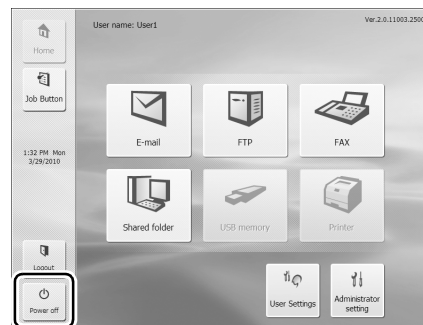 User name: User1
Ver.2.0.11003.2500
Home
Job Button
1:32 PM Mon
3/29/2010
E-mail
FTP
FAX
Shared folder
USB memory
Printer
Logout
Power off
User Settings
Administrator
setting